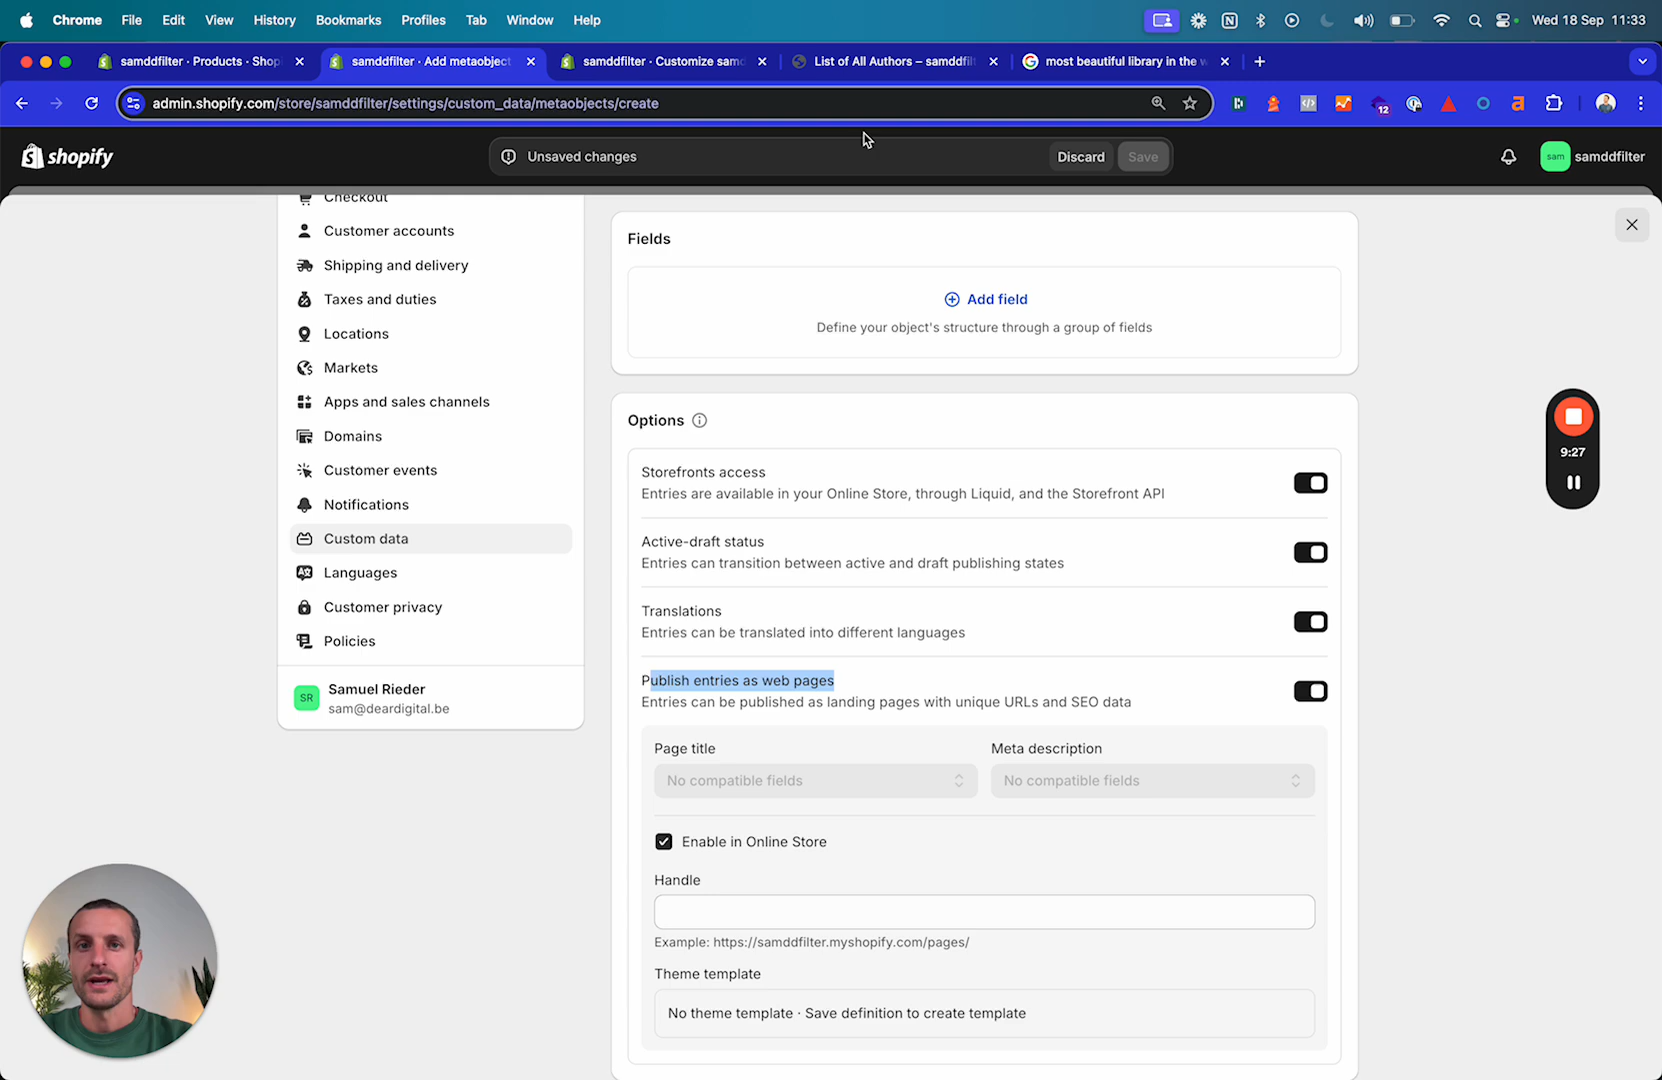 Chrome File Edit View History Bookmarks Profiles Tab Window Help Wed 18 Sep 11:33
samddfilter · Products · Shop
samddfilter · Add metaobject
samddfilter · Customize sam
List of All Authors – samddfil
most beautiful library in the
admin.shopify.com/store/samddfilter/settings/custom_data/metaobjects/create
12
shopify
Unsaved changes
Discard
Save
sam
samddfilter
Checkout
Customer accounts
Shipping and delivery
Taxes and duties
Locations
Markets
Apps and sales channels
Domains
Customer events
Notifications
Custom data
Languages
Customer privacy
Policies
SR
Samuel Rieder
sam@deardigital.be
Fields
Add field
Define your object's structure through a group of fields
Options
Storefronts access
Entries are available in your Online Store, through Liquid, and the Storefront API
Active-draft status
Entries can transition between active and draft publishing states
Translations
Entries can be translated into different languages
Publish entries as web pages
Entries can be published as landing pages with unique URLs and SEO data
Page title
No compatible fields
Meta description
No compatible fields
Enable in Online Store
Handle
Example: https://samddfilter.myshopify.com/pages/
Theme template
No theme template · Save definition to create template
9:27